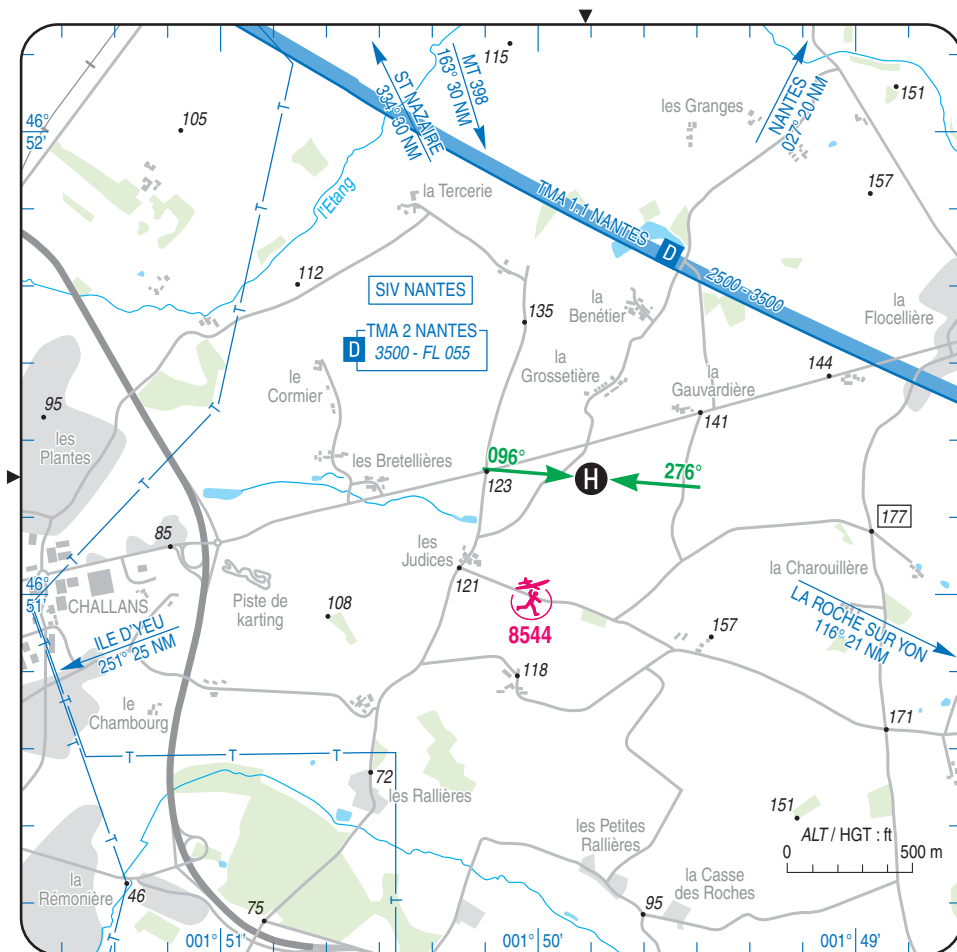 115
MT 398
163° 30 NM
ST NAZAIRE
334° 30 NM
NANTES
027° 20 NM
151
les Granges
46°
52'
105
157
la Tercerie
l'Etang
TMA 1.1 NANTES
D
2500 - 3500
112
SIV NANTES
TMA 2 NANTES
D
3500 - FL 055
135
la
Benétier
la
Flocellière
la
Grossetière
la
Gauvardière
144
141
le
Cormier
95
les
Plantes
les Bretellières
096°
H
276°
123
177
85
les
Judices
121
46°
51'
CHALLANS
Piste de
karting
108
8544
la Charouillère
LA ROCHE SUR YON
116° 21 NM
157
ILE D'YEU
251° 25 NM
118
le
Chambourg
171
T
T
T
T
T
T
T
T
T
T
T
T
72
les Rallières
151
les Petites
Rallières
ALT / HGT : ft
0
500 m
la
Rémonière
46
la Casse
des Roches
75
95
001° 51'
001° 50'
001° 49'